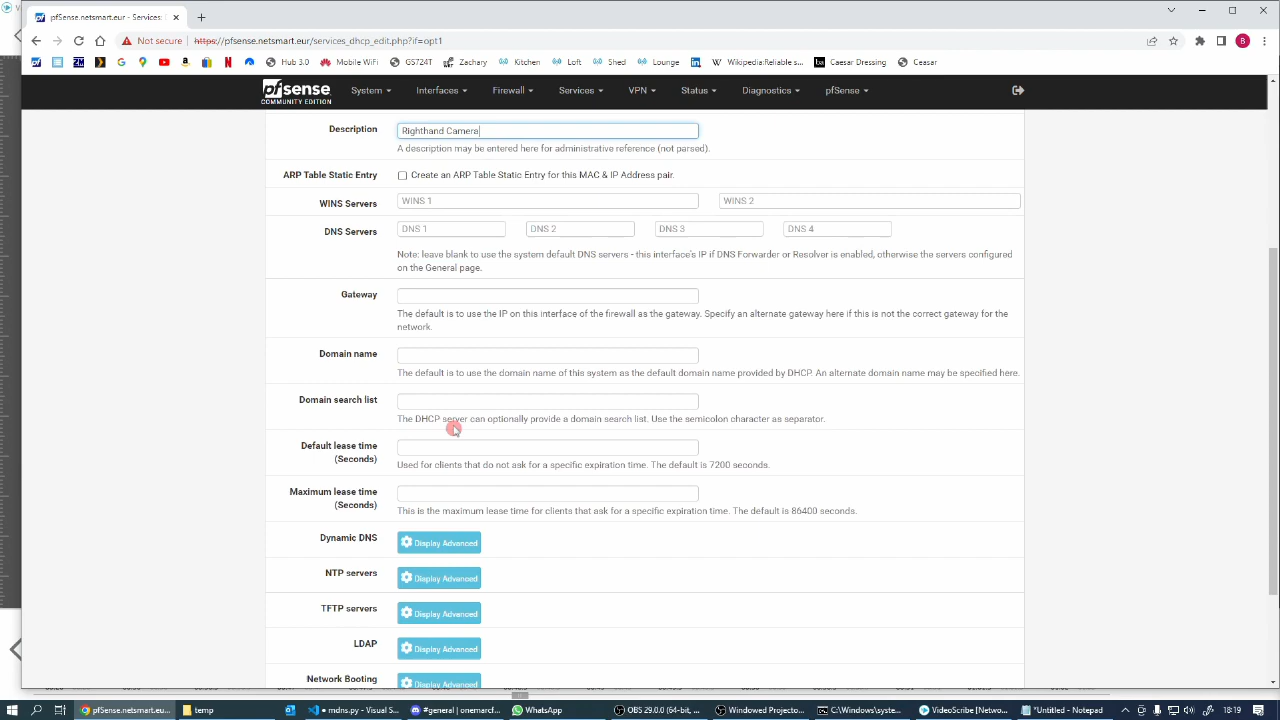 pfSense.netsmart.eur - Services:
Not secure https://pfsense.netsmart.eur/services_dhcp_edit.php?if=opt1
B
Hub 3.0 Mobile WiFi GS724T Zachary Loft Lounge Wikipedia:Reliable s... Caesar Dressing Ceasar
pfsense System Interfaces Firewall Services VPN Status Diagnostics pfSense
COMMUNITY EDITION
Description Righthand Camera
A description may be entered here for administrative reference (not parsed).
ARP Table Static Entry Create an ARP Table Static Entry for this MAC & IP Address pair.
WINS Servers WINS 1 WINS 2
DNS Servers DNS 1 DNS 2 DNS 3 DNS 4
Note: leave blank to use the system default DNS servers - this interface's IP if DNS Forwarder or Resolver is enabled, otherwise the servers configured
on the General page.
Gateway
The default is to use the IP on this interface of the firewall as the gateway. Specify an alternate gateway here if this is not the correct gateway for the
network.
Domain name
The default is to use the domain name of this system as the default domain name provided by DHCP. An alternate domain name may be specified here.
Domain search list
The DHCP server can optionally provide a domain search list. Use the semicolon character as separator.
Default lease time
(Seconds)
Used for clients that do not ask for a specific expiration time. The default is 7200 seconds.
Maximum lease time
(Seconds)
This is the maximum lease time for clients that ask for a specific expiration time. The default is 86400 seconds.
Dynamic DNS Display Advanced
NTP servers Display Advanced
TFTP servers Display Advanced
LDAP Display Advanced
Network Booting Display Advanced
pfSense.netsmart.eu... temp mdns.py - Visual S... #general | onemarcf... WhatsApp OBS 29.0.0 (64-bit, ... Windowed Projecto... C:\Windows\system... VideoScribe [Netwo... *Untitled - Notepad 18:19